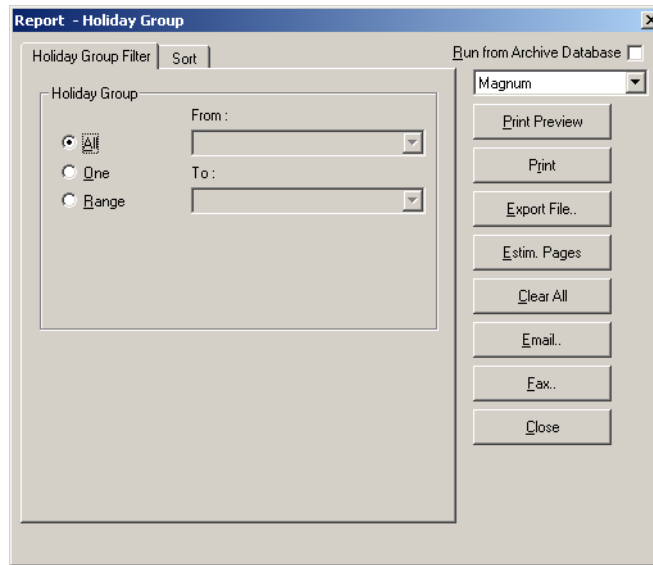 Report - Holiday Group
Holiday Group Filter
Sort
Run from Archive Database
Magnum
Holiday Group
From :
All
One
To :
Range
Print Preview
Print
Export File..
Estim. Pages
Clear All
Email..
Fax..
Close